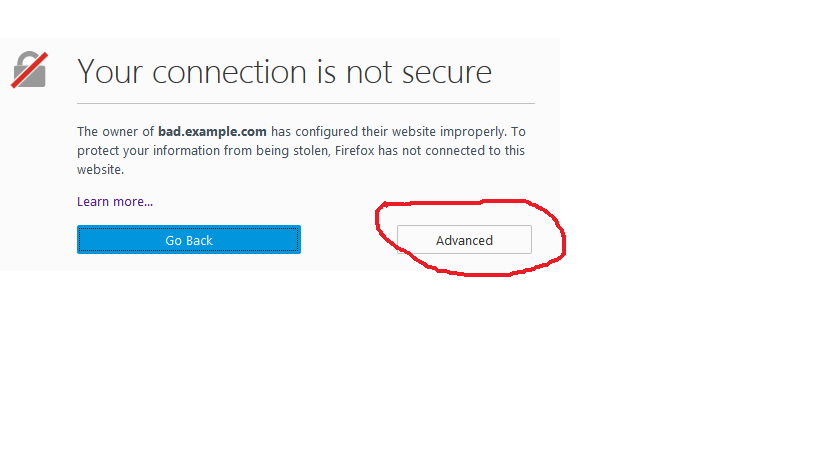 Your connection is not secure
The owner of bad.example.com has configured their website improperly. To
protect your information from being stolen, Firefox has not connected to this
website.
Learn more...
Go Back
Advanced